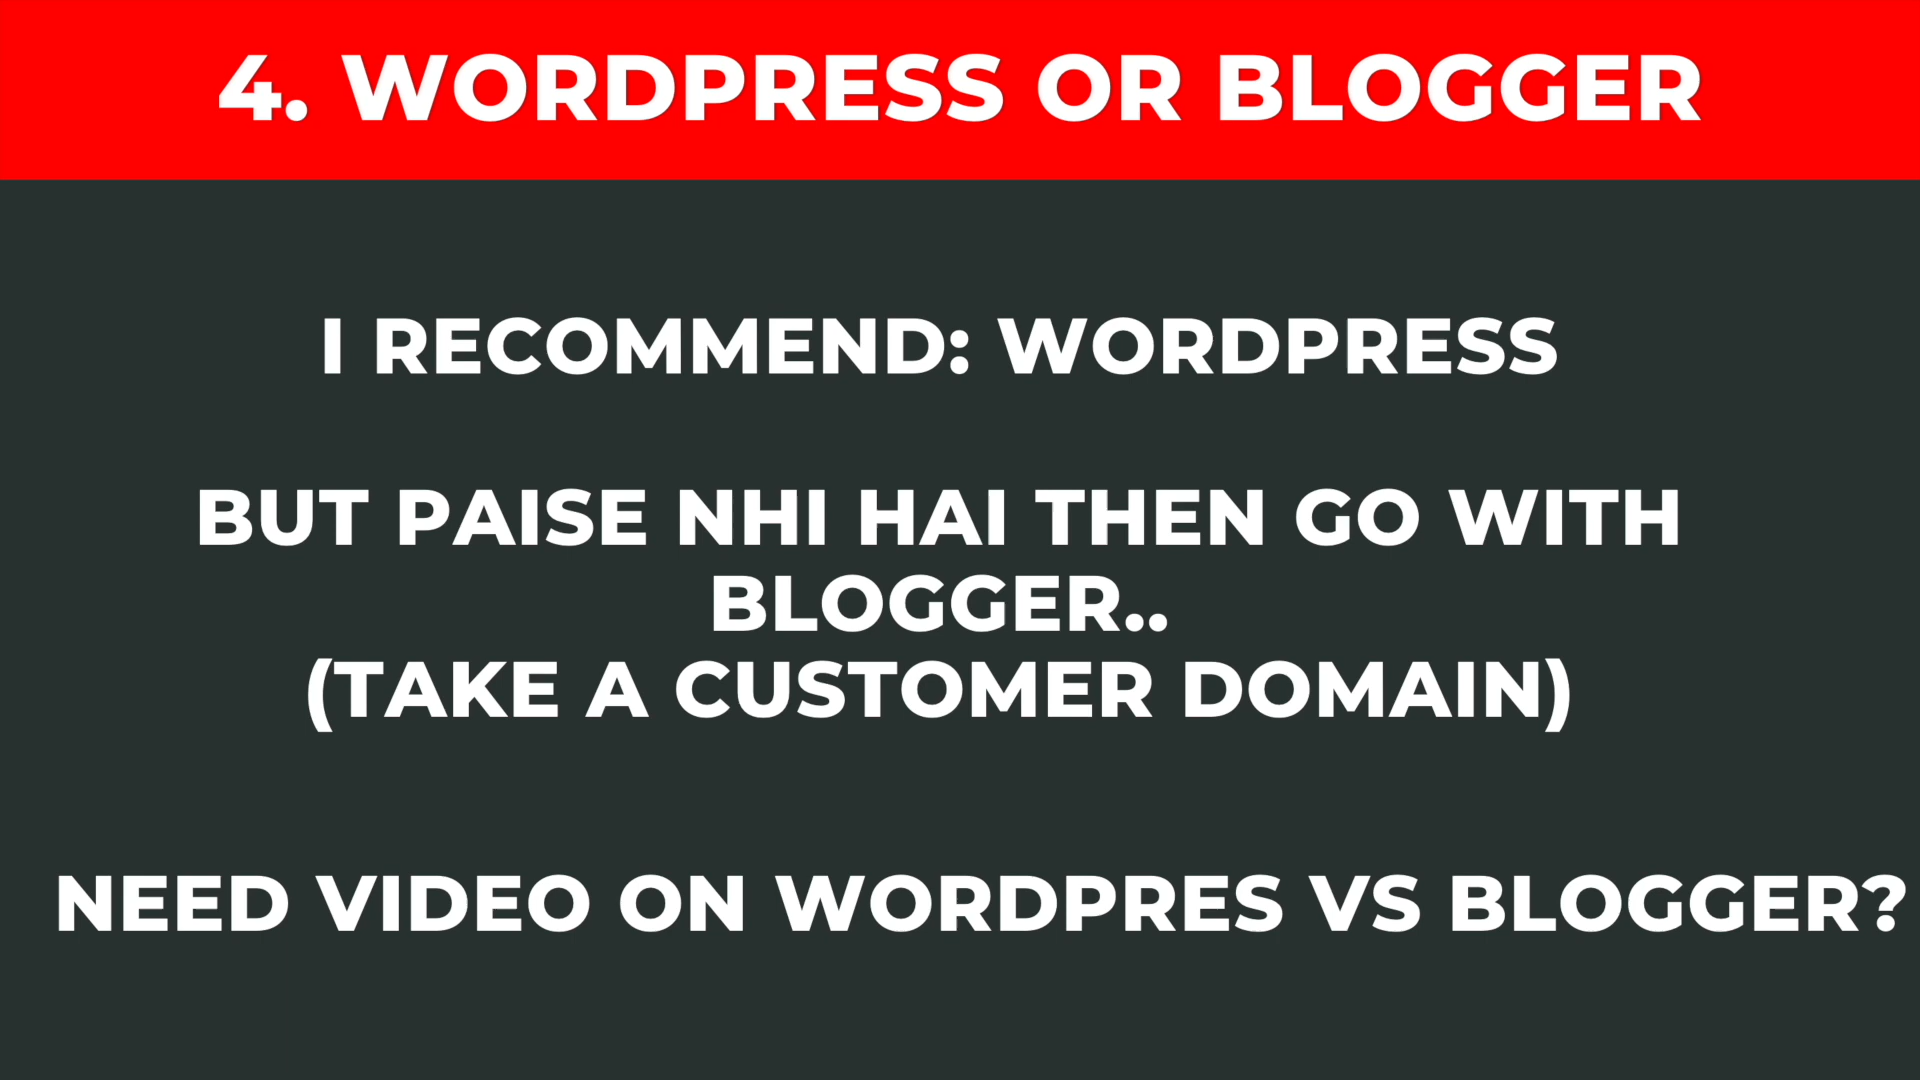 4. WORDPRESS OR BLOGGER
I RECOMMEND: WORDPRESS
BUT PAISE NHI HAI THEN GO WITH
BLOGGER..
(TAKE A CUSTOMER DOMAIN)
NEED VIDEO ON WORDPRES VS BLOGGER?